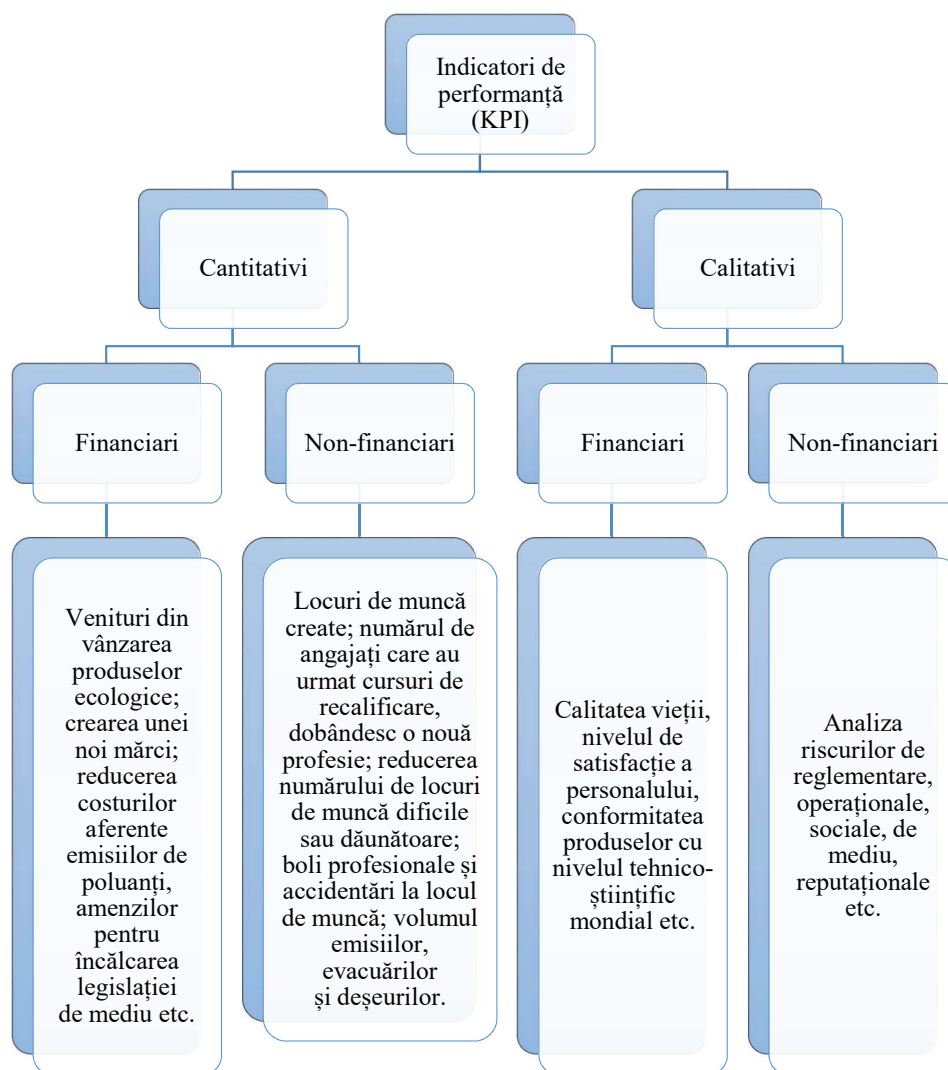 Indicatori de
performanță
(KPI)
Cantitativi
Calitativi
Financiari
Non-financiari
Financiari
Non-financiari
Venituri din
vânzarea
produselor
ecologice;
crearea unei
noi mărci;
reducerea
costurilor
aferente
emisiilor de
poluanți,
amenzilor
pentru
încălcarea
legislației
de mediu etc.
Locuri de muncă
create; numărul de
angajați care au
urmat cursuri de
recalificare,
dobândesc o nouă
profesie; reducerea
numărului de locuri
de muncă dificile
sau dăunătoare;
boli profesionale și
accidentări la locul
de muncă; volumul
emisiilor,
evacuărilor
și deșeurilor.
Calitatea vieții,
nivelul de
satisfacție a
personalului,
conformitatea
produselor cu
nivelul tehnico-
științific
mondial etc.
Analiza
riscurilor de
reglementare,
operaționale,
sociale, de
mediu,
reputaționale
etc.